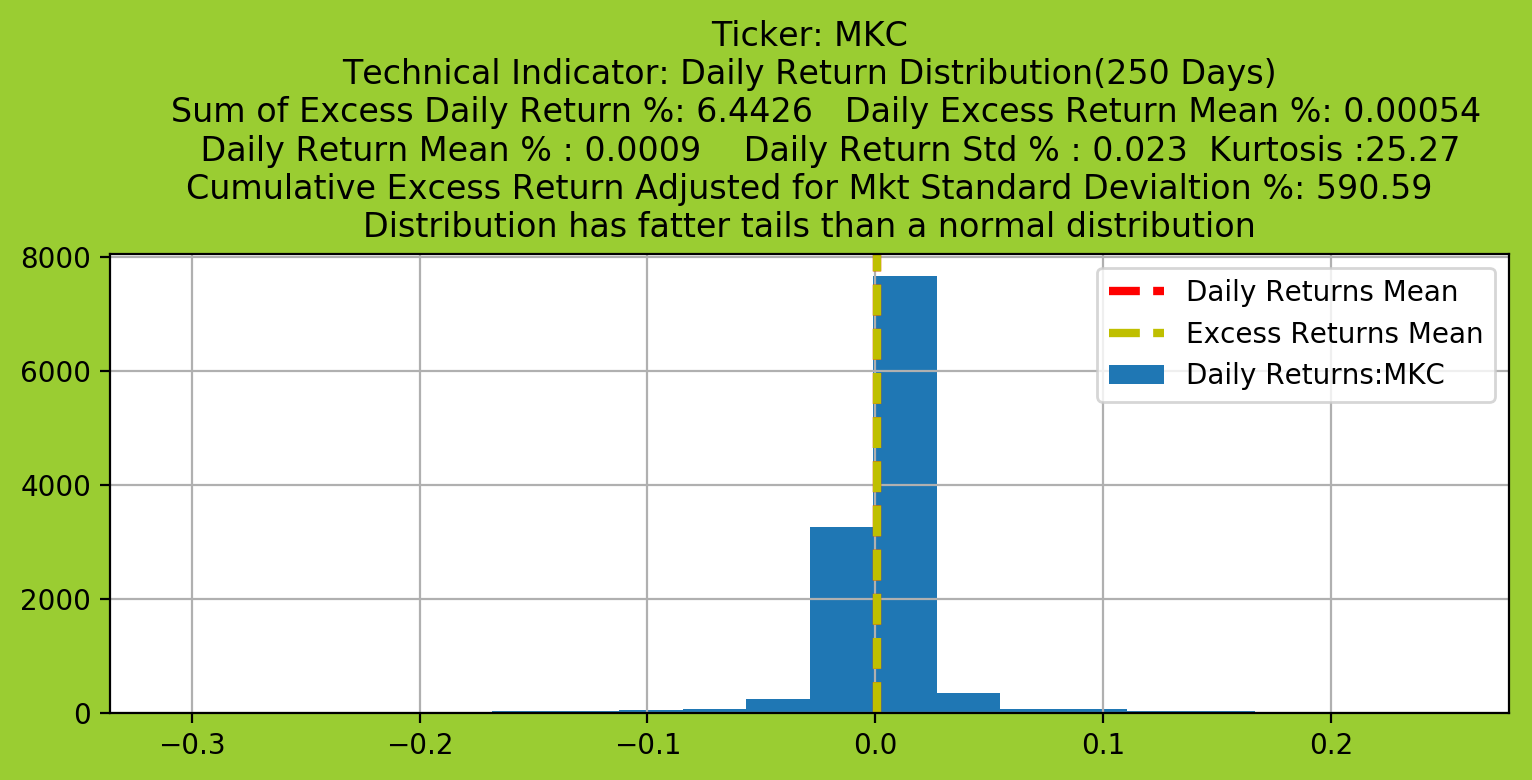 Ticker: MKC
Technical Indicator: Daily Return Distribution(250 Days)
Sum of Excess Daily Return %: 6.4426   Daily Excess Return Mean %: 0.00054
Daily Return Mean % : 0.0009    Daily Return Std % : 0.023  Kurtosis :25.27
Cumulative Excess Return Adjusted for Mkt Standard Devialtion %: 590.59
Distribution has fatter tails than a normal distribution
8000
6000
4000
2000
0
Daily Returns Mean
Excess Returns Mean
Daily Returns:MKC
−0.3 −0.2 −0.1 0.0 0.1 0.2